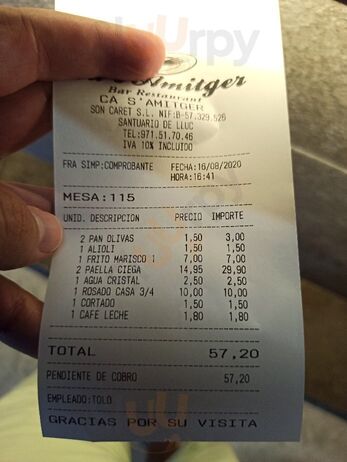 Amitger
Bar Restaurant
CA S'AMITGER
SON CARET S.L. NIF:B-57.329.526
SANTUARIO DE LLUC
TEL:971.51.70.46
IVA 10% INCLUIDO
FRA SIMP:COMPROBANTE FECHA:16/08/2020
HORA:16:41
MESA:115
UNID. DESCRIPCION PRECIO IMPORTE
2 PAN OLIVAS 1,50 3,00
1 ALIOLI 1,50 1,50
1 FRITO MARISCO 1 7,00 7,00
2 PAELLA CIEGA 14,95 29,90
1 AGUA CRISTAL 2,50 2,50
1 ROSADO CASA 3/4 10,00 10,00
1 CORTADO 1,50 1,50
1 CAFE LECHE 1,80 1,80
TOTAL 57,20
PENDIENTE DE COBRO 57,20
EMPLEADO:TOLO
GRACIAS POR SU VISITA